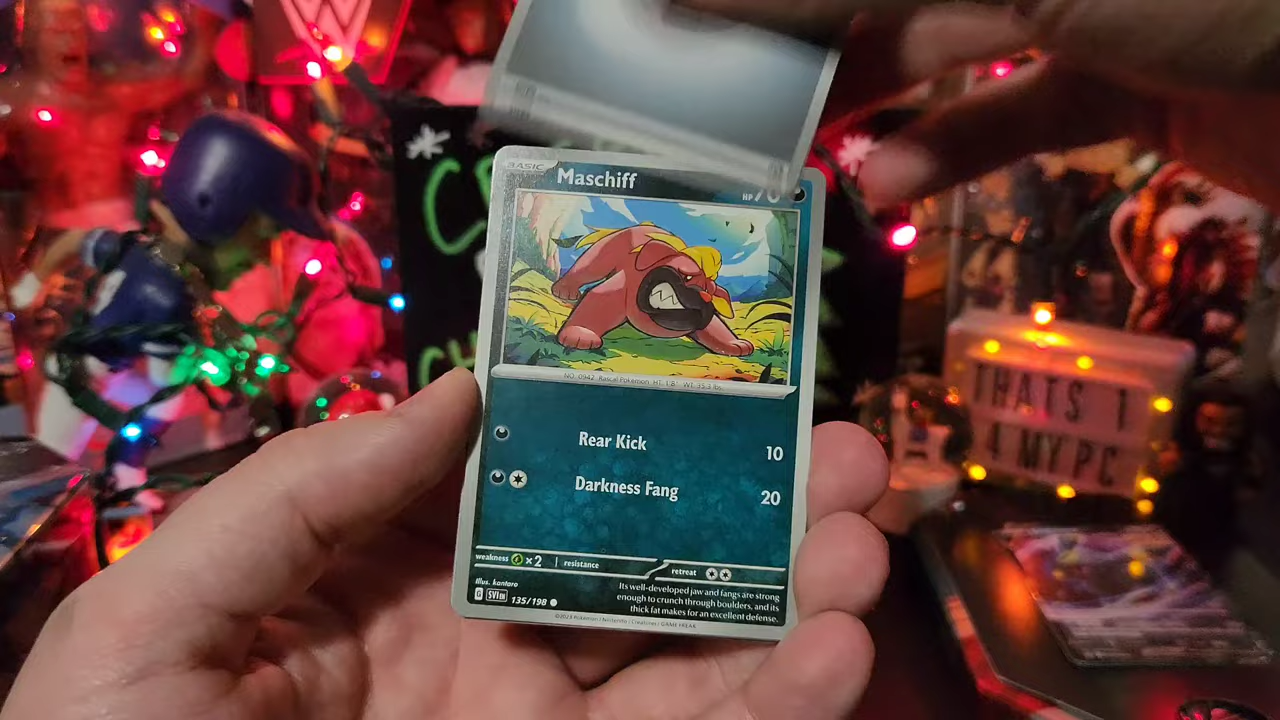 BASIC
Maschiff
HP
NO. 0942 Rascal Pokémon HT: 1'8" WT: 35.3 lbs.
Rear Kick 10
Darkness Fang 20
weakness ×2 resistance retreat
Illus. kantaro
G SVI EN 135/198
Its well-developed jaw and fangs are strong
enough to crunch through boulders, and its
thick fat makes for an excellent defense.
©2023 Pokémon / Nintendo / Creatures / GAME FREAK
THATS 1
4 MY PC